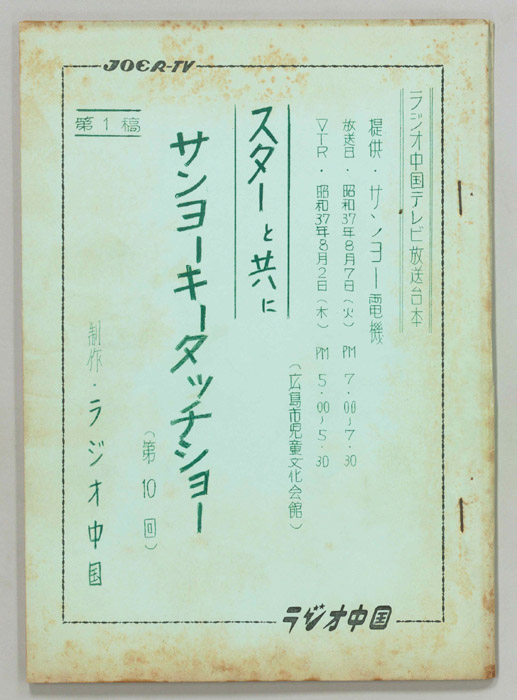 JOER-TV
ラジオ中国テレビ放送台本
提供・サンヨー電機
放送日・昭和37年8月7日(火) PM 7.00〜7.30
VTR・昭和37年8月2日(木) PM 5.00〜5.30
(広島市児童文化会館)
スターと共に
サンヨーキータッチショー
(第10回)
第1稿
制作・ラジオ中国
ラジオ中国